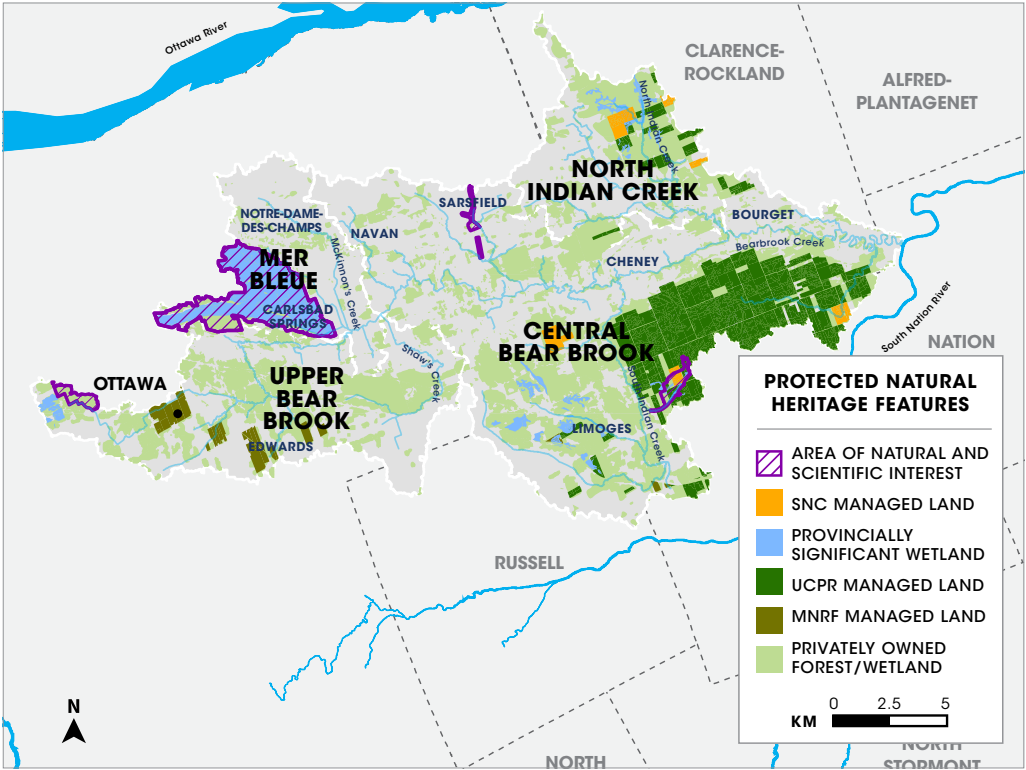 Ottawa River
CLARENCE-
ROCKLAND
ALFRED-
PLANTAGENET
North Indian Creek
NORTH
INDIAN CREEK
SARSFIELD
NOTRE-DAME-
DES-CHAMPS
NAVAN
BOURGET
Bearbrook Creek
CHENEY
McKinnon's Creek
MER
BLEUE
CARLSBAD
SPRINGS
CENTRAL
BEAR BROOK
South Nation River
NATION
Shaw's Creek
OTTAWA
UPPER
BEAR
BROOK
EDWARDS
LIMOGES
South Indian Creek
RUSSELL
PROTECTED NATURAL
HERITAGE FEATURES
AREA OF NATURAL AND
SCIENTIFIC INTEREST
SNC MANAGED LAND
PROVINCIALLY
SIGNIFICANT WETLAND
UCPR MANAGED LAND
MNRF MANAGED LAND
PRIVATELY OWNED
FOREST/WETLAND
0 2.5 5
KM
N
NORTH
NORTH
STORMONT